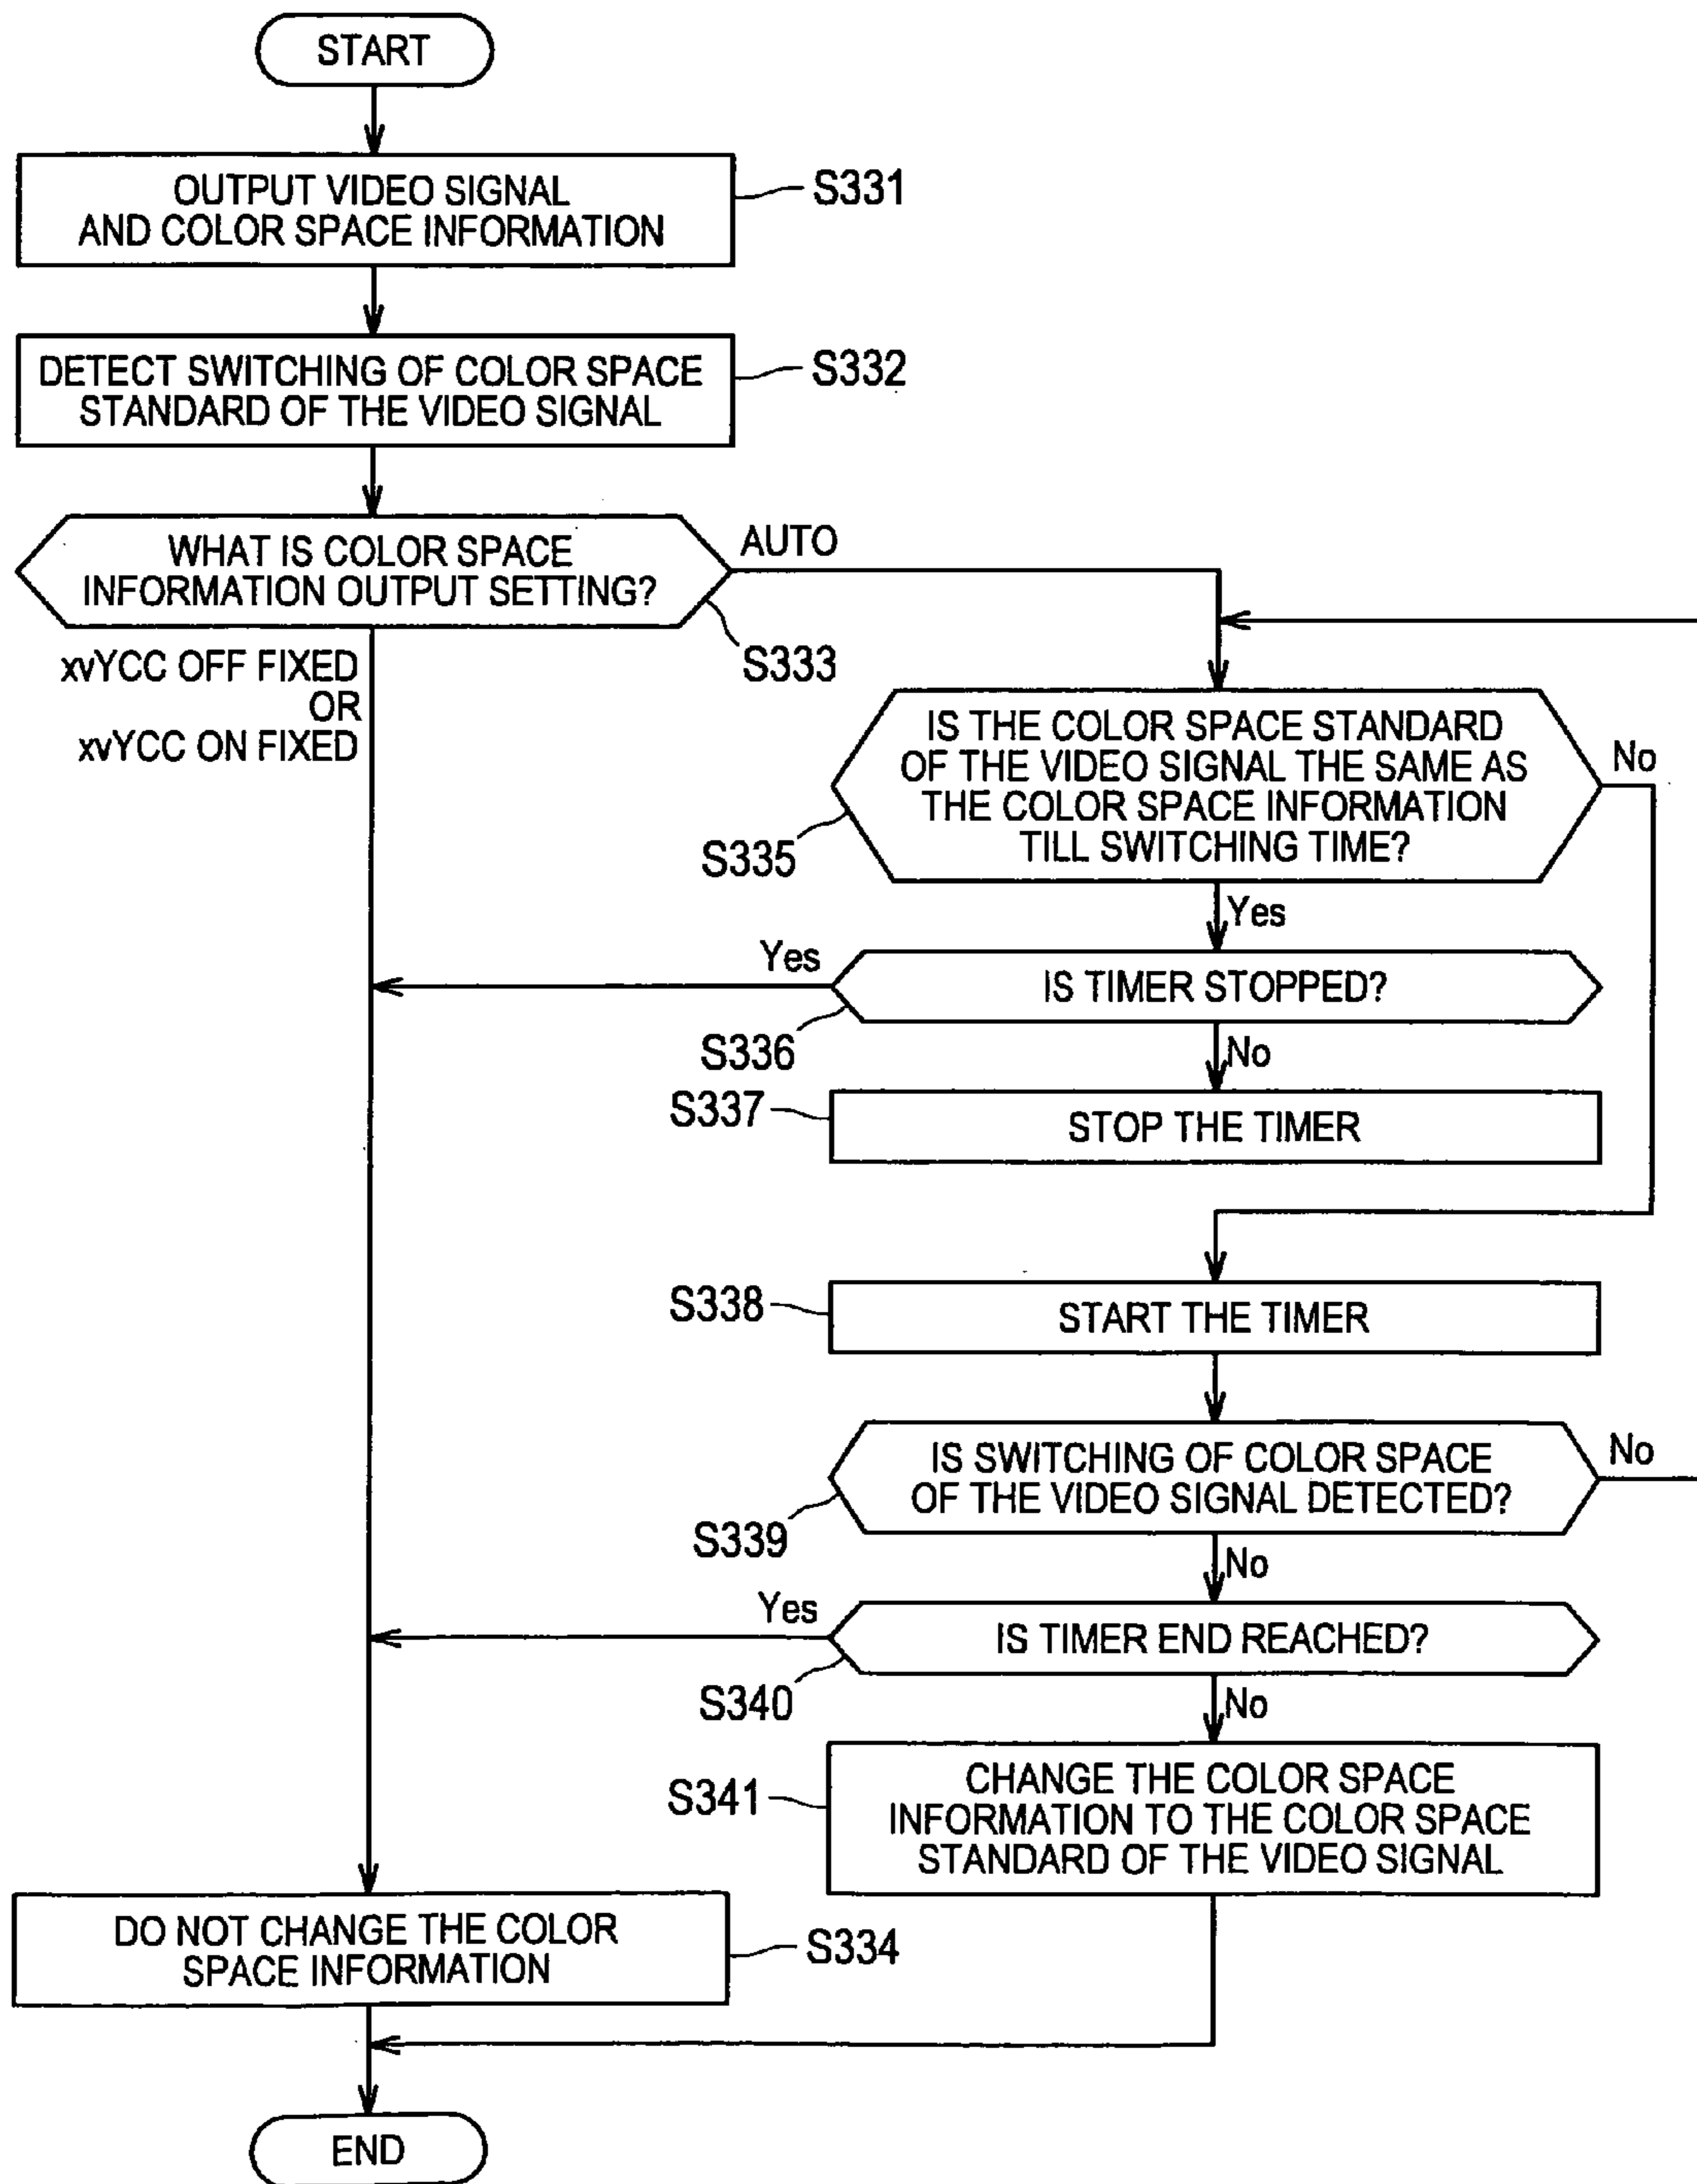 START
OUTPUT VIDEO SIGNAL
AND COLOR SPACE INFORMATION
S331
DETECT SWITCHING OF COLOR SPACE
STANDARD OF THE VIDEO SIGNAL
S332
WHAT IS COLOR SPACE
INFORMATION OUTPUT SETTING?
AUTO
S333
xvYCC OFF FIXED
OR
xvYCC ON FIXED
IS THE COLOR SPACE STANDARD
OF THE VIDEO SIGNAL THE SAME AS
THE COLOR SPACE INFORMATION
TILL SWITCHING TIME?
No
S335
Yes
Yes
IS TIMER STOPPED?
S336
No
S337
STOP THE TIMER
S338
START THE TIMER
IS SWITCHING OF COLOR SPACE
OF THE VIDEO SIGNAL DETECTED?
No
S339
No
Yes
IS TIMER END REACHED?
S340
No
S341
CHANGE THE COLOR SPACE
INFORMATION TO THE COLOR SPACE
STANDARD OF THE VIDEO SIGNAL
DO NOT CHANGE THE COLOR
SPACE INFORMATION
S334
END